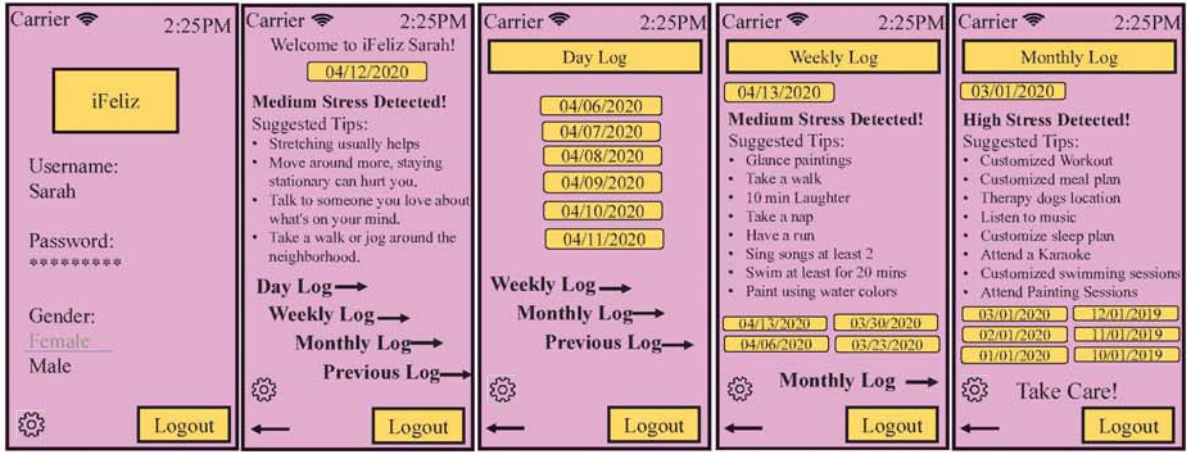 Carrier 2:25PM
iFeliz
Username:
Sarah
Password:
*********
Gender:
Female
Male
Logout
Carrier 2:25PM
Welcome to iFeliz Sarah!
04/12/2020
Medium Stress Detected!
Suggested Tips:
• Stretching usually helps
• Move around more, staying
stationary can hurt you.
• Talk to someone you love about
what's on your mind.
• Take a walk or jog around the
neighborhood.
Day Log
Weekly Log
Monthly Log
Previous Log
Logout
Carrier 2:25PM
Day Log
04/06/2020
04/07/2020
04/08/2020
04/09/2020
04/10/2020
04/11/2020
Weekly Log
Monthly Log
Previous Log
Logout
Carrier 2:25PM
Weekly Log
04/13/2020
Medium Stress Detected!
Suggested Tips:
• Glance paintings
• Take a walk
• 10 min Laughter
• Take a nap
• Have a run
• Sing songs at least 2
• Swim at least for 20 mins
• Paint using water colors
04/13/2020 03/30/2020
04/06/2020 03/23/2020
Monthly Log
Logout
Carrier 2:25PM
Monthly Log
03/01/2020
High Stress Detected!
Suggested Tips:
• Customized Workout
• Customized meal plan
• Therapy dogs location
• Listen to music
• Customize sleep plan
• Attend a Karaoke
• Customized swimming sessions
• Attend Painting Sessions
03/01/2020 12/01/2019
02/01/2020 11/01/2019
01/01/2020 10/01/2019
Take Care!
Logout